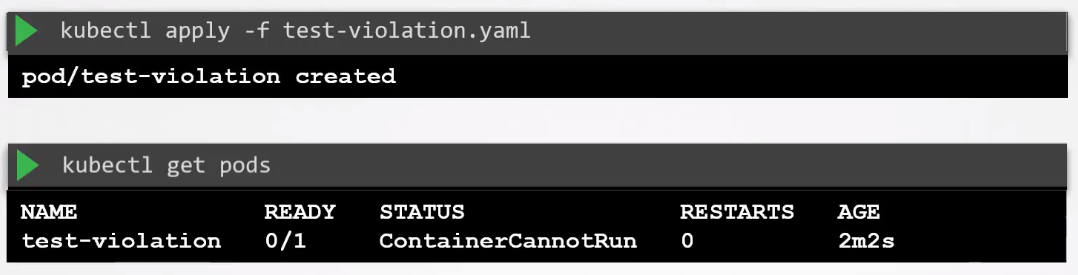 kubectl apply -f test-violation.yaml
pod/test-violation created
kubectl get pods
NAME READY STATUS RESTARTS AGE
test-violation 0/1 ContainerCannotRun 0 2m2s